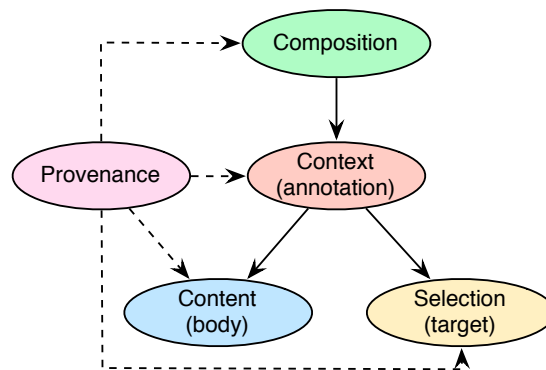 Composition
Provenance
Context
(annotation)
Content
(body)
Selection
(target)